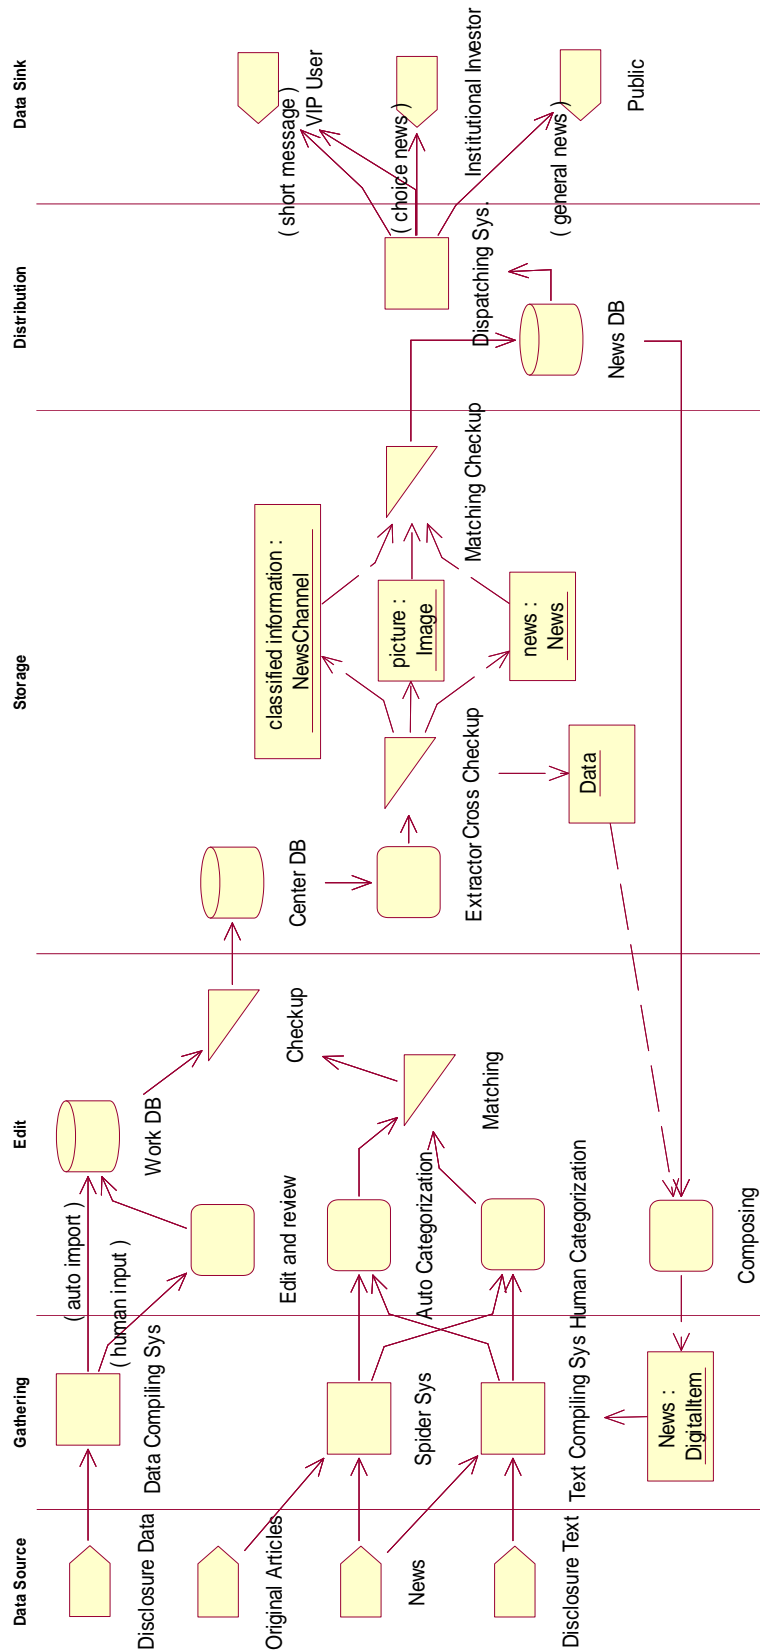 Data Source
Gathering
Edit
Storage
Distribution
Data Sink
Disclosure Data
Data Compiling Sys
( auto import )
( human input )
Work DB
Edit and review
Original Articles
Spider Sys
Auto Categorization
News
Disclosure Text
Text Compiling Sys
Human Categorization
Matching
Checkup
Center DB
Extractor
Cross Checkup
classified information :
NewsChannel
picture :
Image
news :
News
Data
Matching Checkup
News DB
Dispatching Sys.
( short message )
VIP User
( choice news )
Institutional Investor
( general news )
Public
Composing
News :
DigitalItem